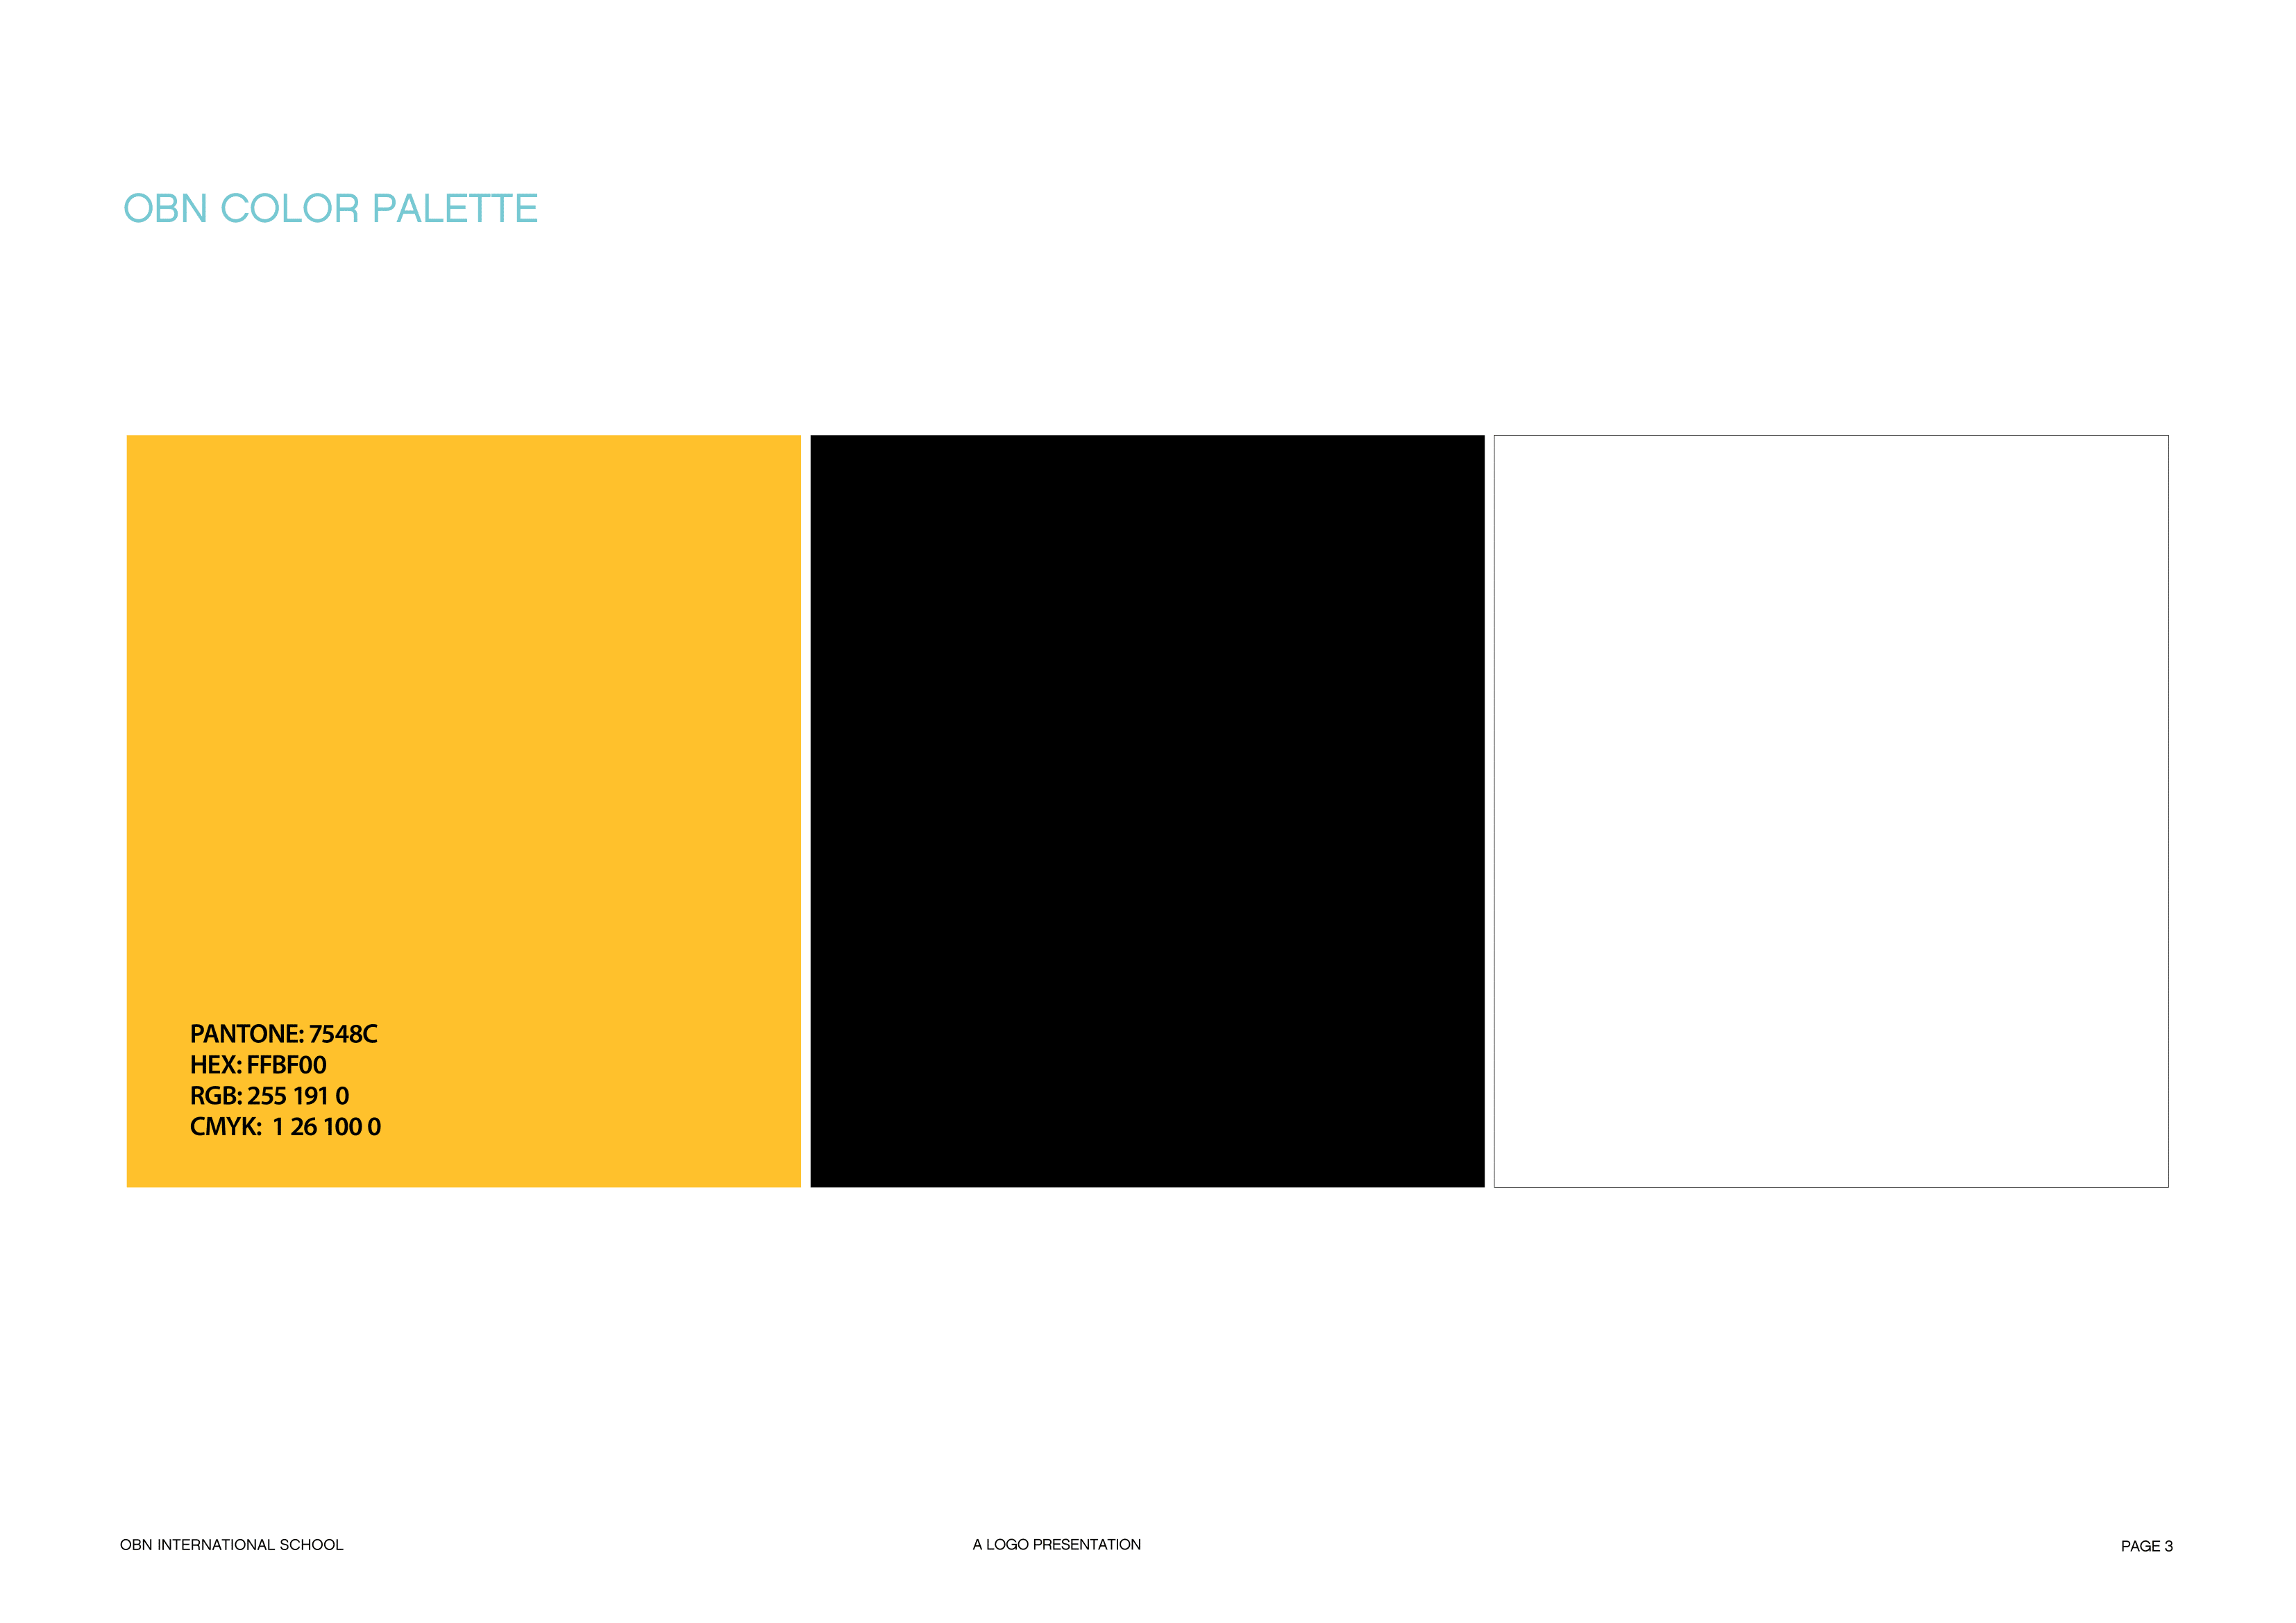 OBN COLOR PALETTE
PANTONE: 7548C
HEX: FFBF00
RGB: 255 191 0
CMYK: 1 26 100 0
OBN INTERNATIONAL SCHOOL
A LOGO PRESENTATION
PAGE 3